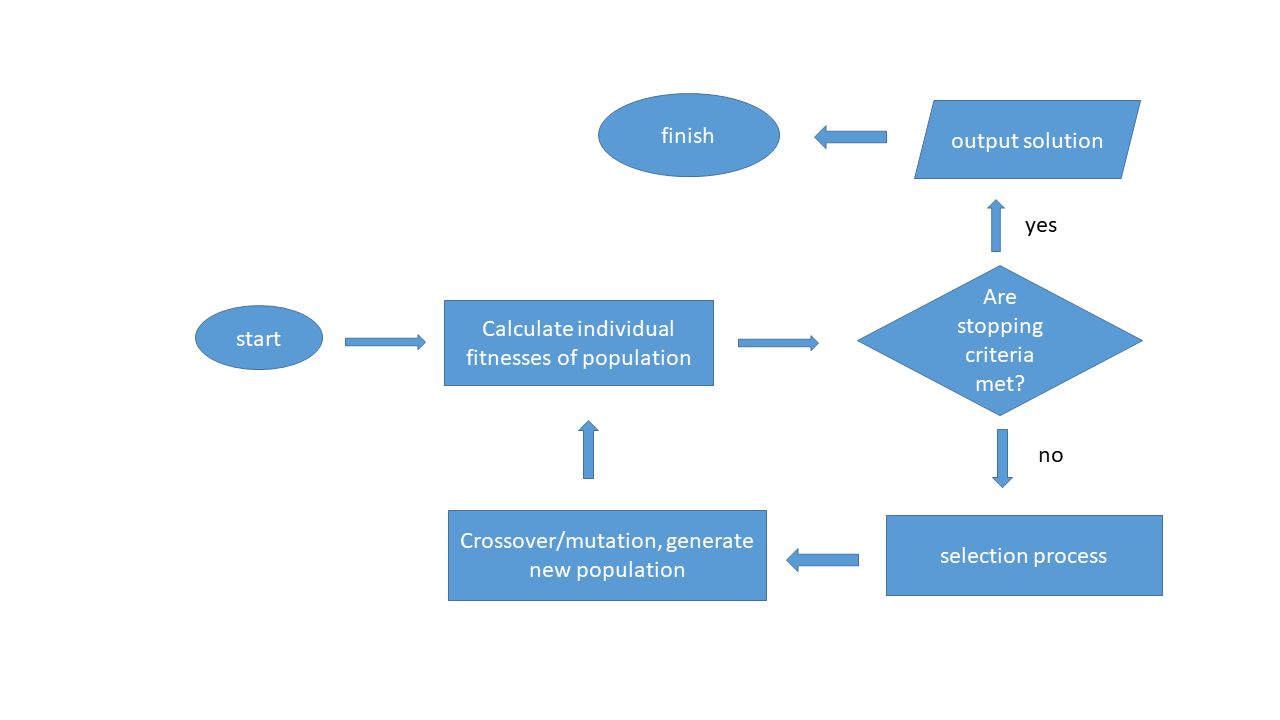 finish
output solution
yes
start
Calculate individual
fitnesses of population
Are
stopping
criteria
met?
no
Crossover/mutation, generate
new population
selection process